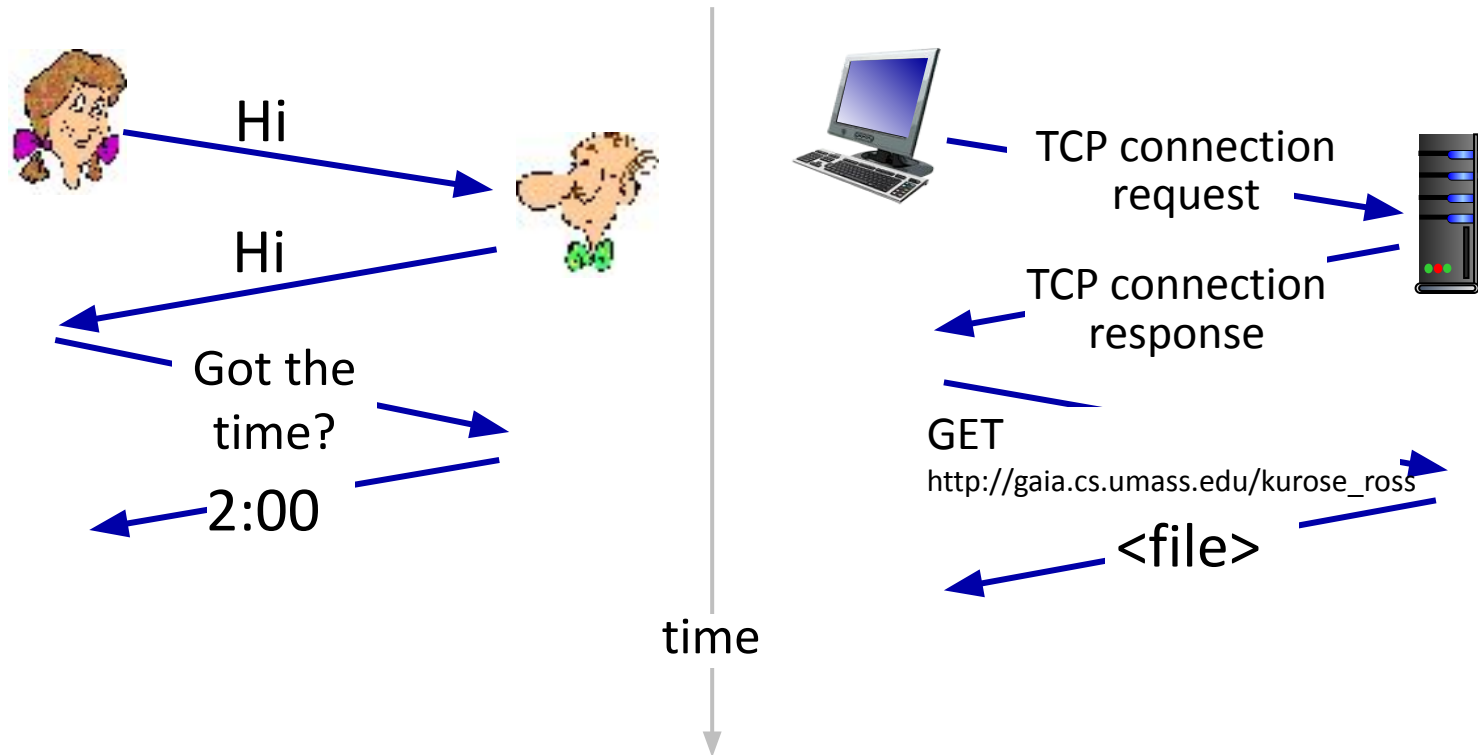 Hi
Hi
Got the
time?
2:00
TCP connection
request
TCP connection
response
GET
http://gaia.cs.umass.edu/kurose_ross
<file>
time